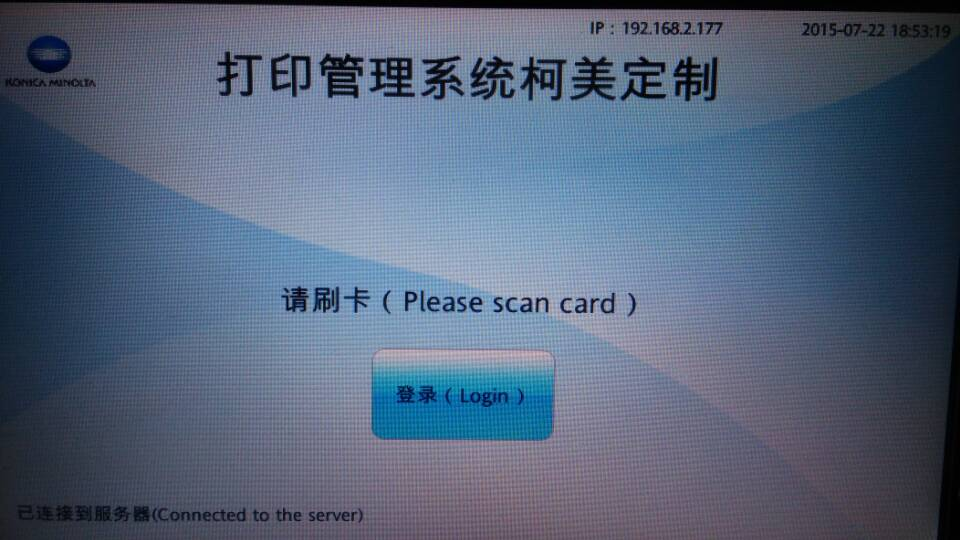 IP：192.168.2.177
2015-07-22 18:53:19
KONICA MINOLTA
打印管理系统柯美定制
请刷卡（Please scan card）
登录（Login）
已连接到服务器(Connected to the server)